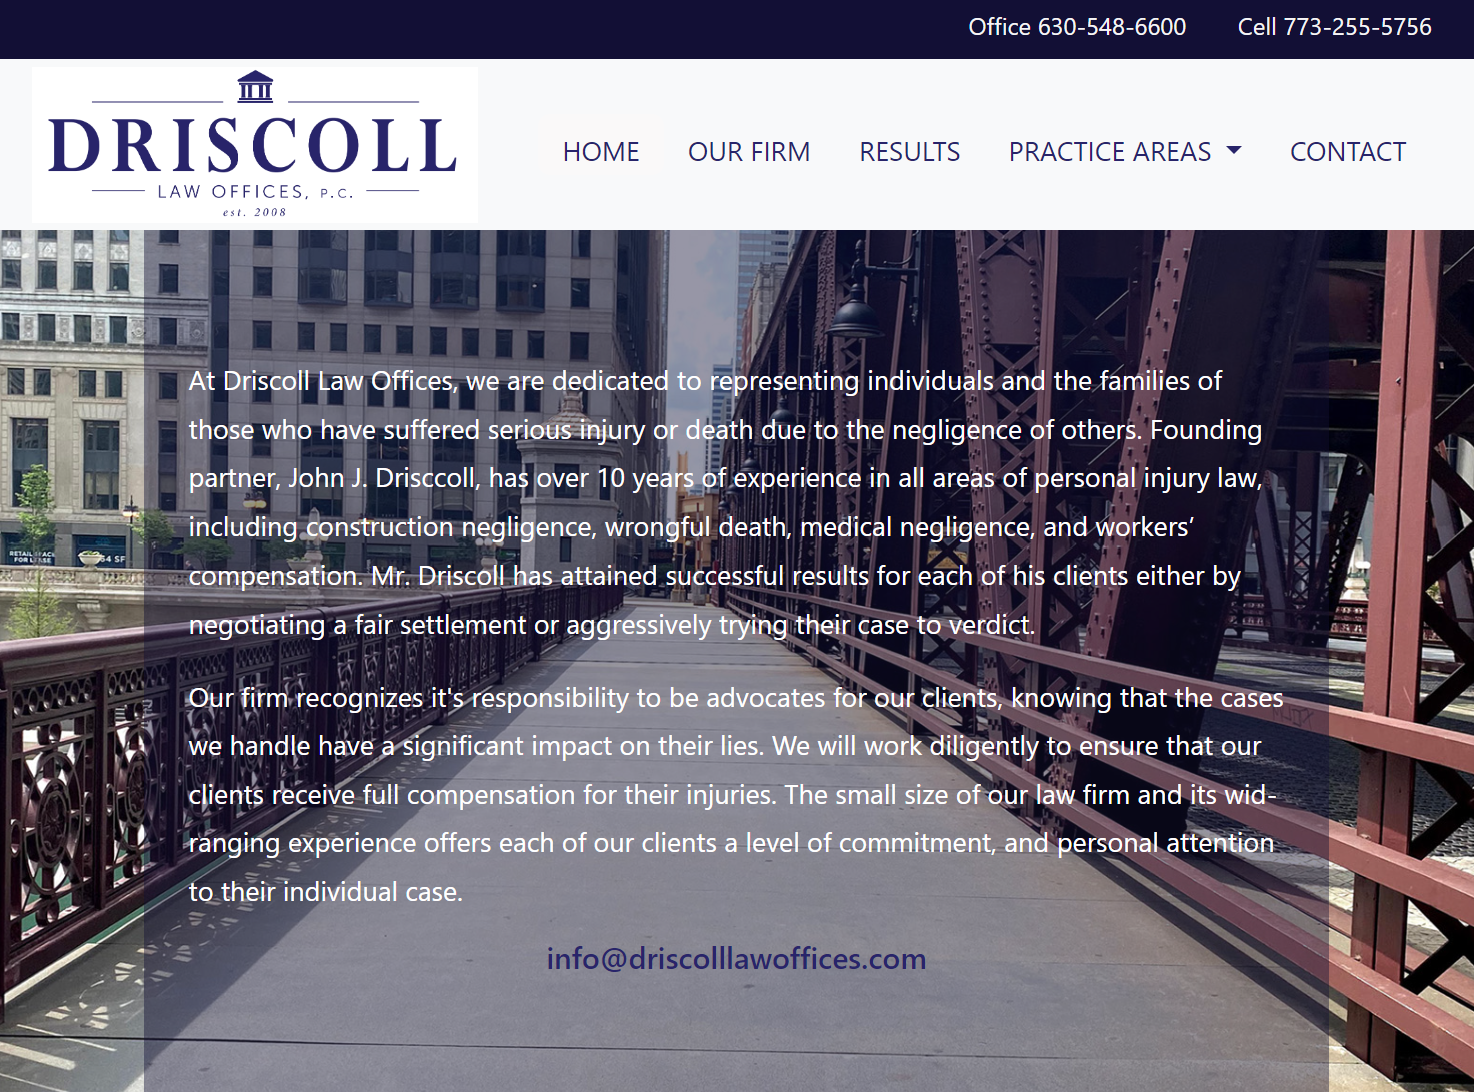 Office 630-548-6600 Cell 773-255-5756
DRISCOLL
LAW OFFICES, P.C.
est. 2008
HOME OUR FIRM RESULTS PRACTICE AREAS CONTACT
At Driscoll Law Offices, we are dedicated to representing individuals and the families of
those who have suffered serious injury or death due to the negligence of others. Founding
partner, John J. Drisccoll, has over 10 years of experience in all areas of personal injury law,
including construction negligence, wrongful death, medical negligence, and workers’
compensation. Mr. Driscoll has attained successful results for each of his clients either by
negotiating a fair settlement or aggressively trying their case to verdict.
RETAIL SPACE
FOR LEASE
64 SF
Our firm recognizes it's responsibility to be advocates for our clients, knowing that the cases
we handle have a significant impact on their lies. We will work diligently to ensure that our
clients receive full compensation for their injuries. The small size of our law firm and its wid-
ranging experience offers each of our clients a level of commitment, and personal attention
to their individual case.
info@driscolllawoffices.com